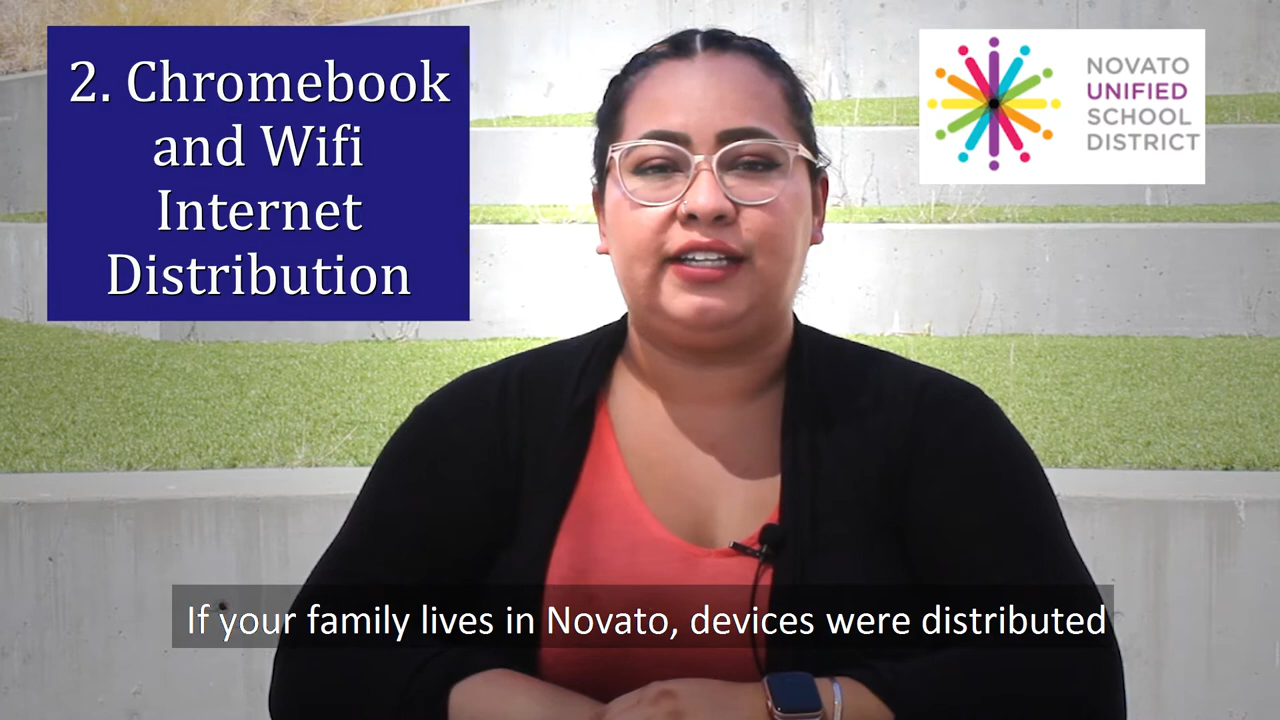 2. Chromebook
and Wifi
Internet
Distribution
NOVATO
UNIFIED
SCHOOL
DISTRICT
If your family lives in Novato, devices were distributed